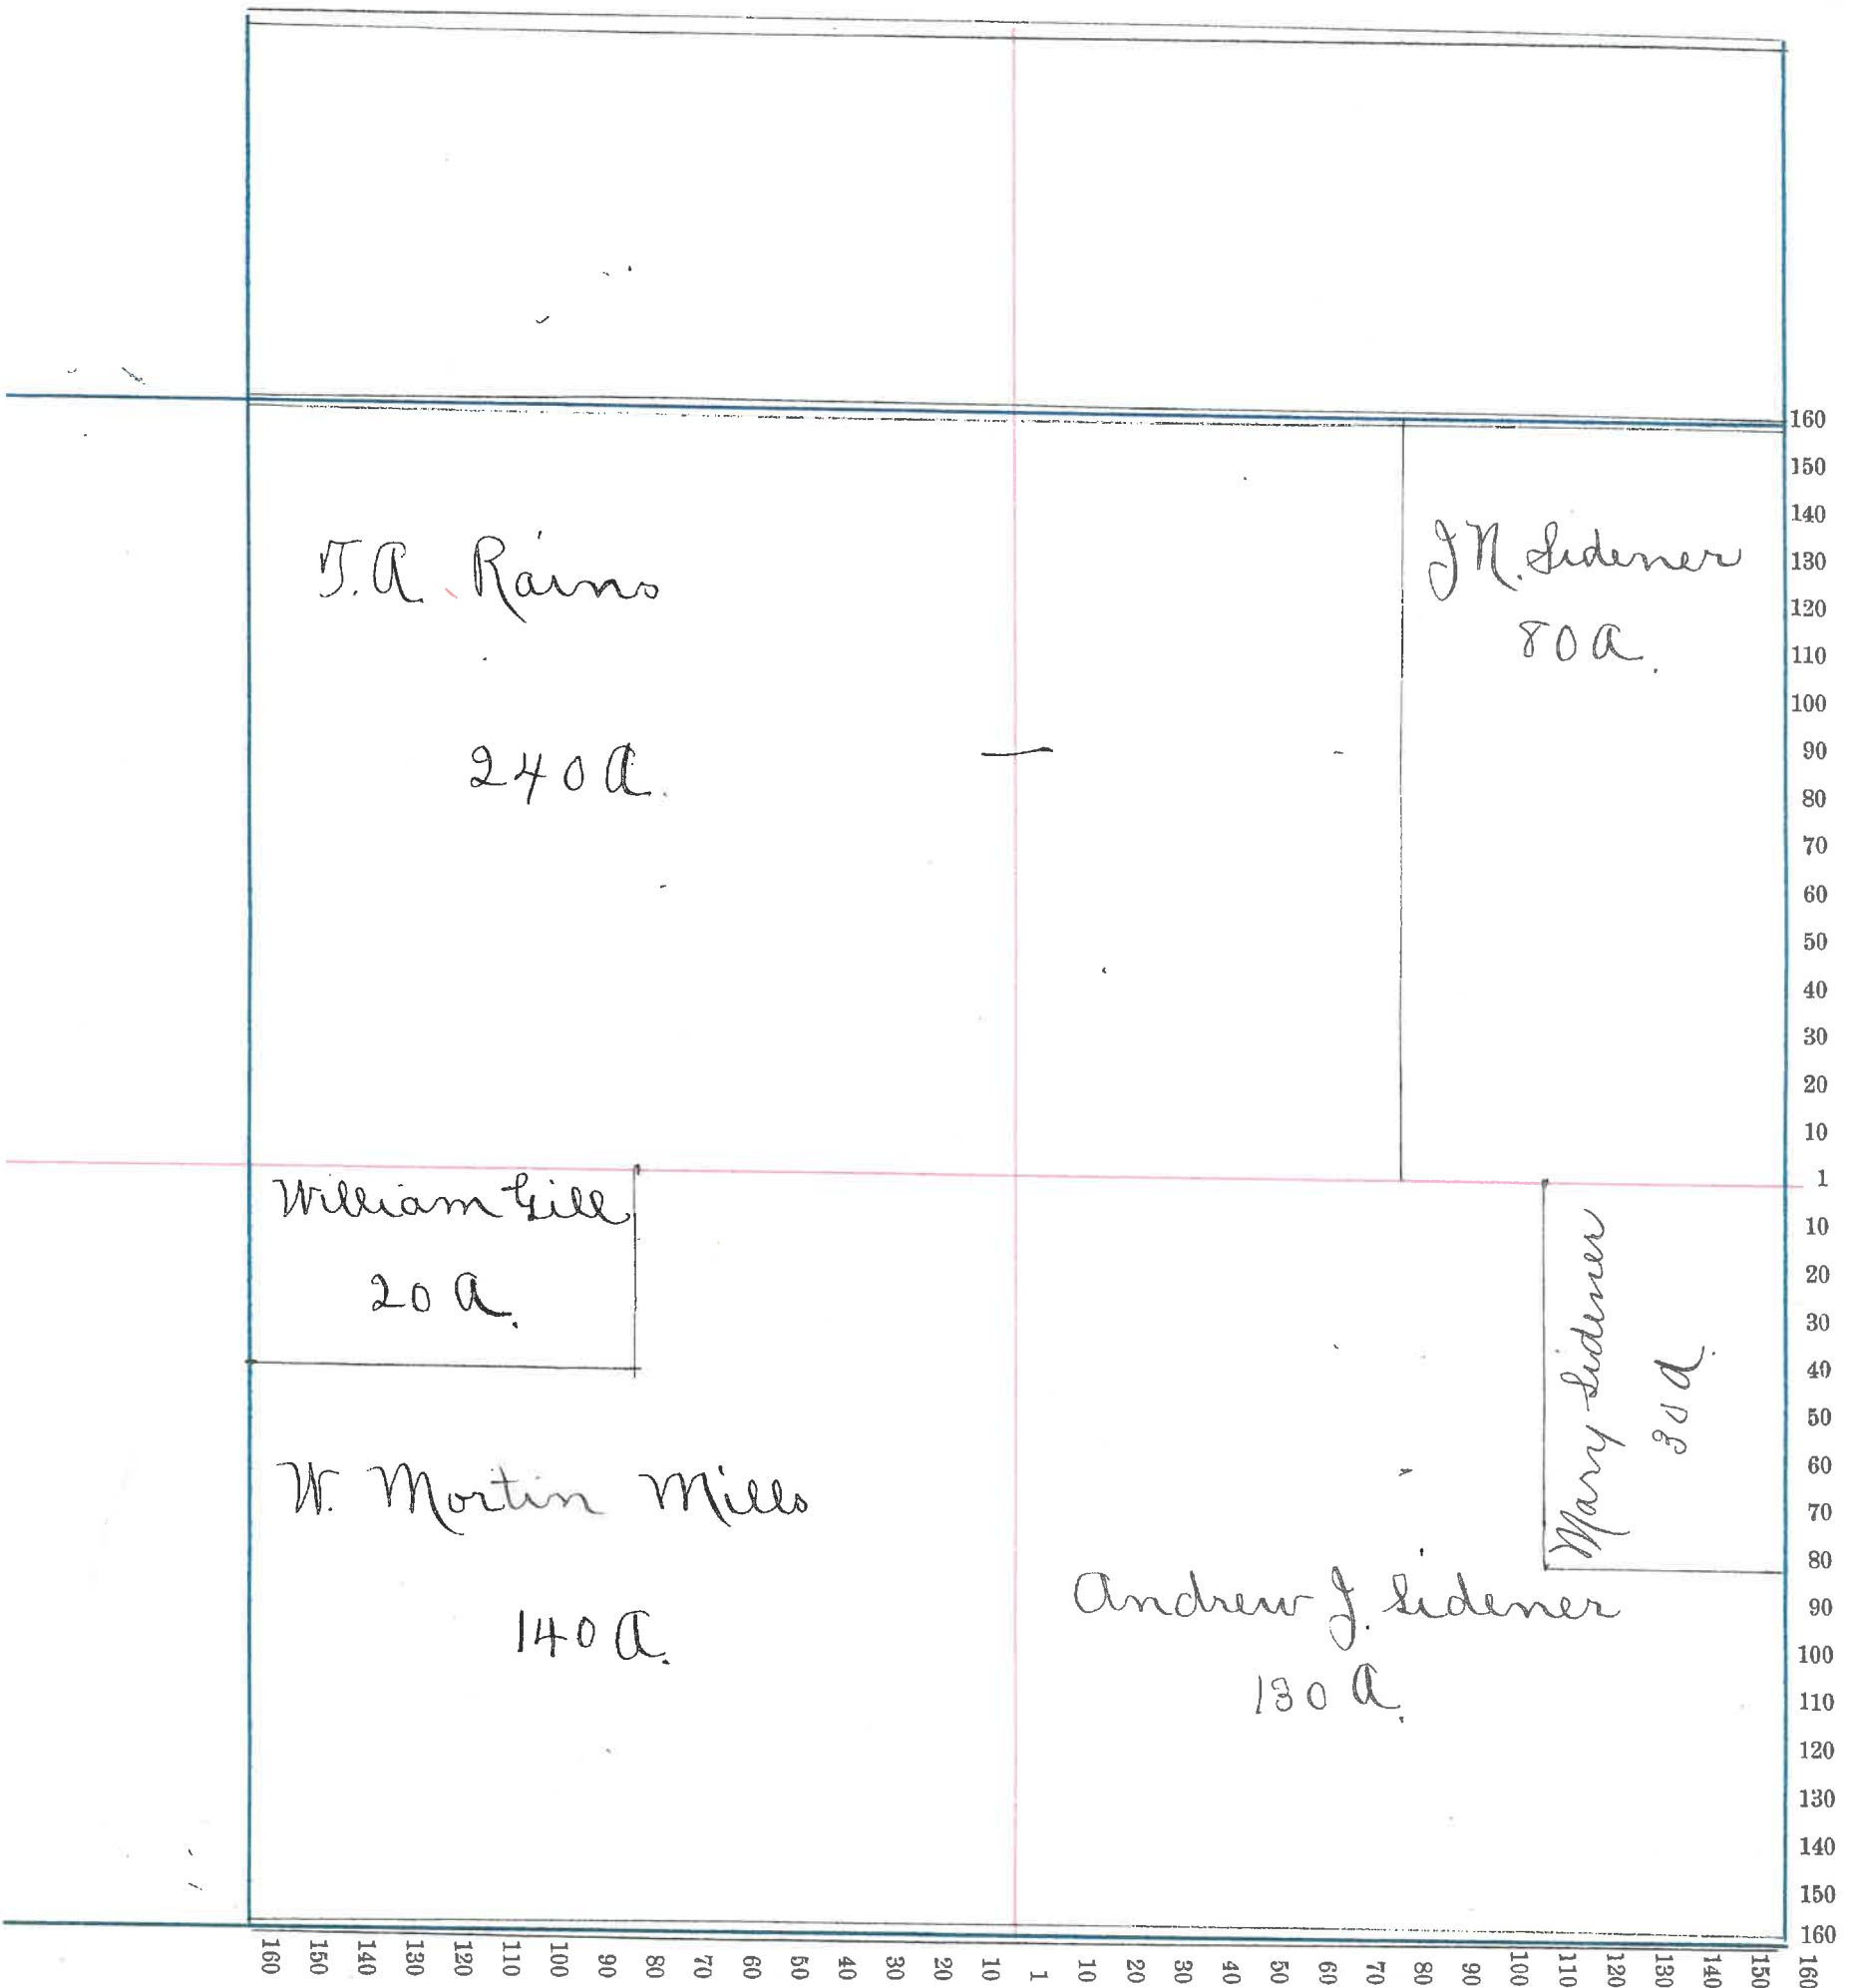 T.A. Rains
240 A.
J N. Sidener
80 A.
William Gill
20 A.
W. Mortin Mills
140 A.
Mary Sidener
30 A.
Andrew J. Sidener
130 A.
160
150
140
130
120
110
100
90
80
70
60
50
40
30
20
10
1
10
20
30
40
50
60
70
80
90
100
110
120
130
140
150
160
160 150 140 130 120 110 100 90 80 70 60 50 40 30 20 10 1 10 20 30 40 50 60 70 80 90 100 110 120 130 140 150 160